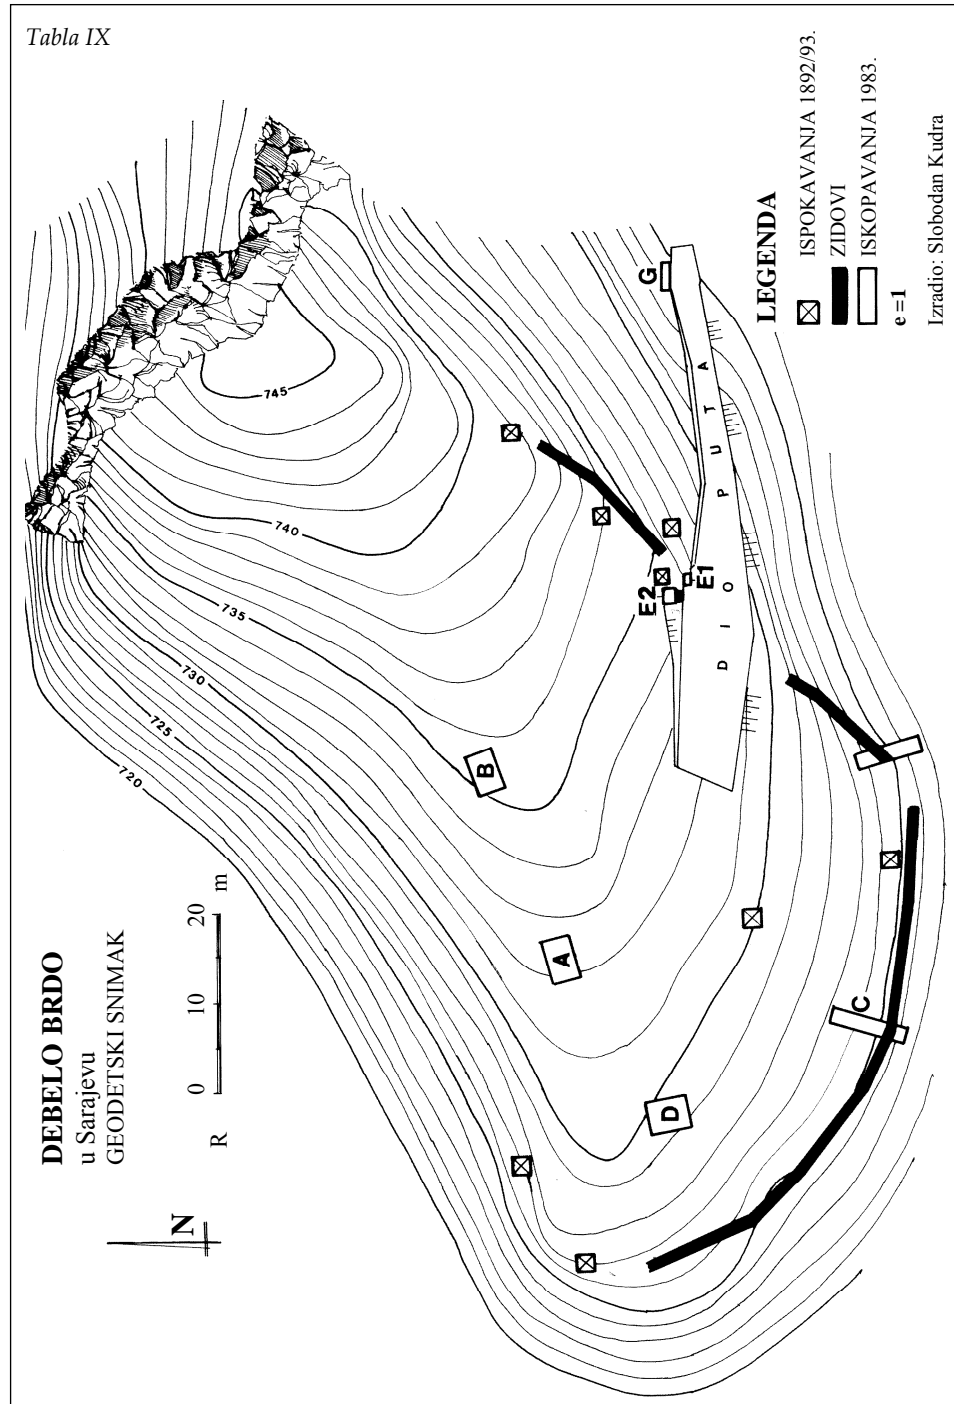 Tabla IX
DEBELO BRDO
u Sarajevu
GEODETSKI SNIMAK
N
R 0 10 20 m
745
740
735
730
725
720
B
A
D
C
E2
E1
G
DIO PUTA
LEGENDA
ISPOKAVANJA 1892/93.
ZIDOVI
ISKOPAVANJA 1983.
e =1
Izradio: Slobodan Kudra